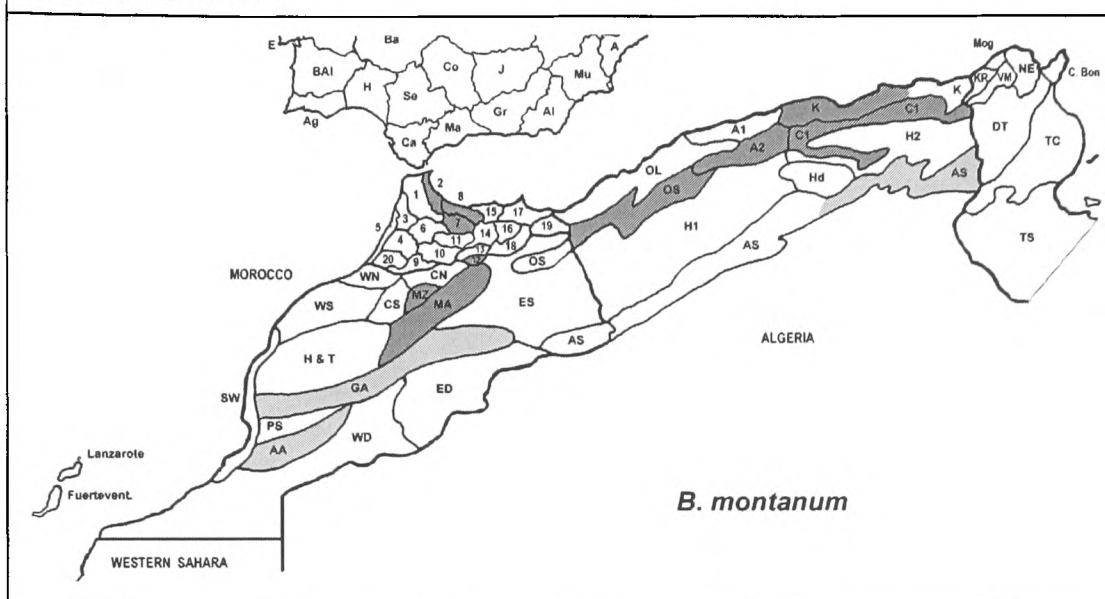 E
Ba
BAl
H
Se
Co
J
A
Mu
Ag
Ca
Ma
Gr
Al
Mog
C. Bon
KR
VM
NE
K
K
C1
C1
A1
A2
H2
DT
TC
OL
OS
Hd
AS
TS
1
2
8
3
7
15
17
5
6
14
16
19
4
11
13
18
20
9
10
12
H1
AS
OS
MOROCCO
WN
CN
WS
CS
MZ
MA
ES
AS
ALGERIA
H & T
SW
GA
ED
PS
AA
WD
Lanzarote
Fuertevent.
B. montanum
WESTERN SAHARA